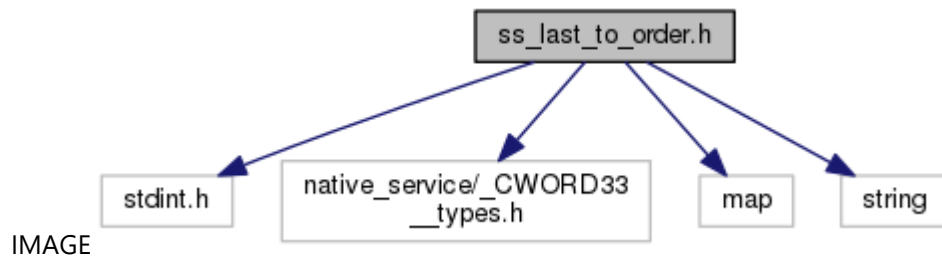 ss_last_to_order.h
stdint.h
native_service/_CWORD33
__types.h
map
string
IMAGE